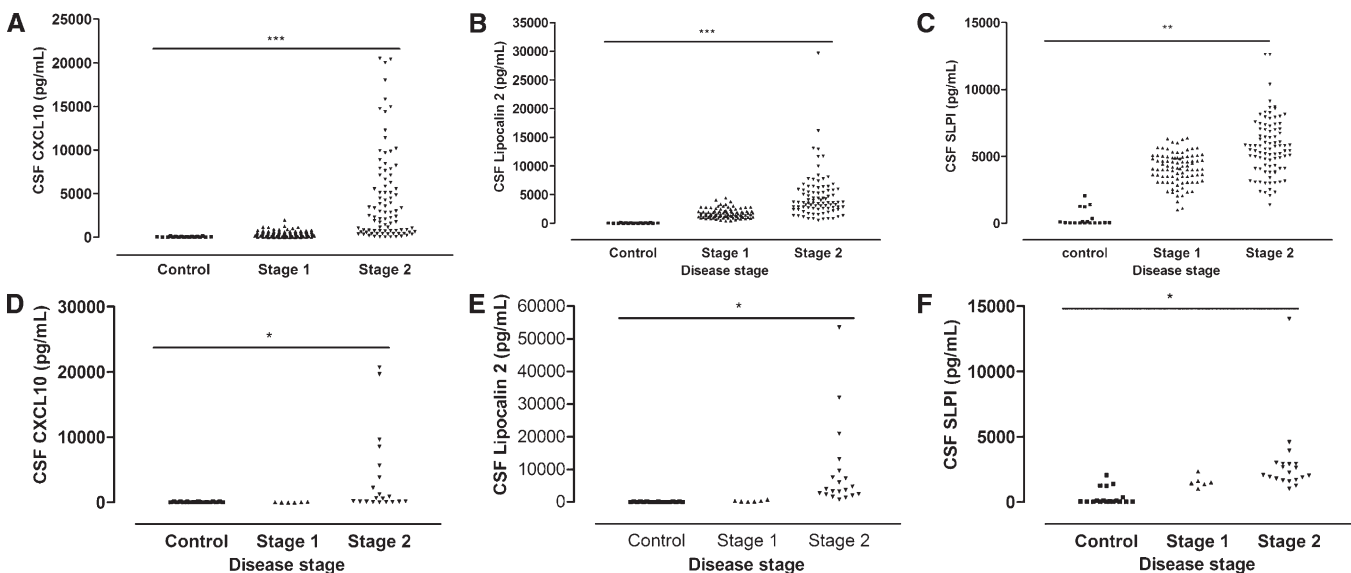 A
CSF CXCL10 (pg/mL)
25000
20000
15000
10000
5000
0
***
Control Stage 1 Stage 2
B
CSF Lipocalin 2 (pg/mL)
35000
30000
25000
20000
15000
10000
5000
0
***
Control Stage 1 Stage 2
Disease stage
C
CSF SLPI (pg/mL)
15000
10000
5000
0
**
control Stage 1 Stage 2
Disease stage
D
CSF CXCL10 (pg/mL)
30000
20000
10000
0
*
Control Stage 1 Stage 2
Disease stage
E
CSF Lipocalin 2 (pg/mL)
60000
50000
40000
30000
20000
10000
0
*
Control Stage 1 Stage 2
Disease stage
F
CSF SLPI (pg/mL)
15000
10000
5000
0
*
Control Stage 1 Stage 2
Disease stage